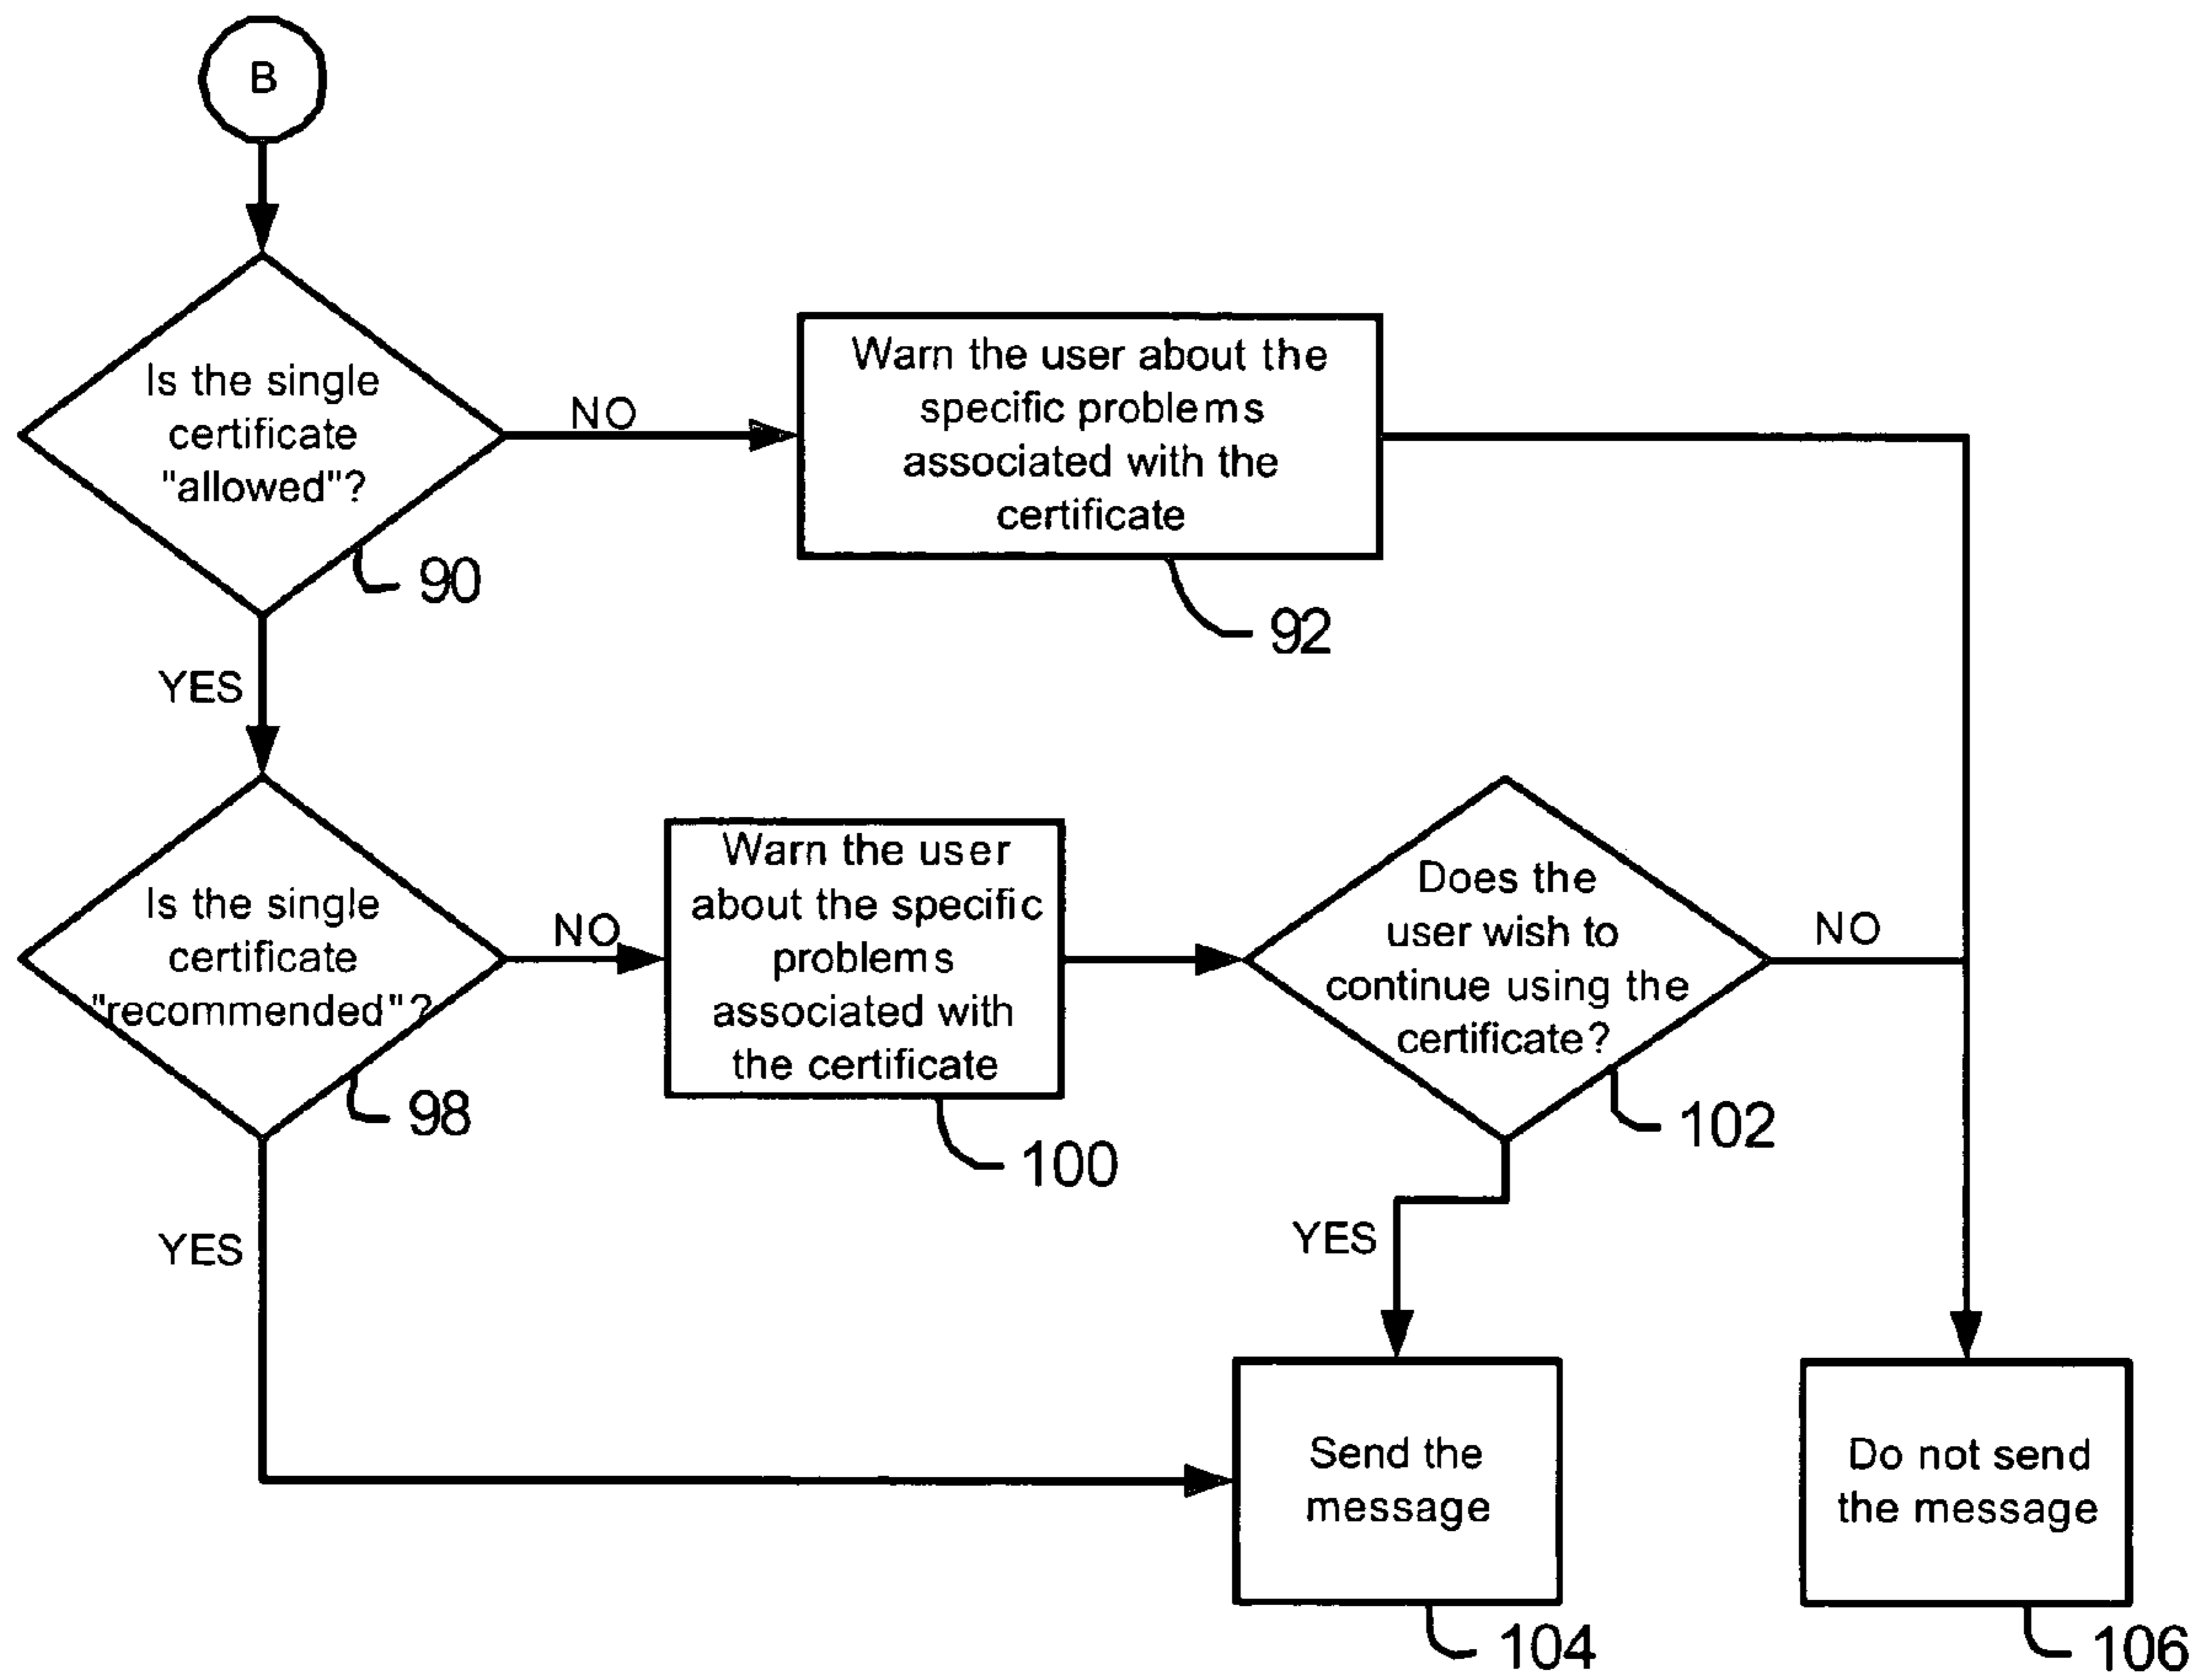 B
Is the single
certificate
"allowed"?
NO
Warn the user about the
specific problems
associated with the
certificate
90
92
YES
Is the single
certificate
"recommended"?
NO
Warn the user
about the specific
problems
associated with
the certificate
Does the
user wish to
continue using the
certificate?
NO
98
100
102
YES
YES
Send the
message
Do not send
the message
104
106